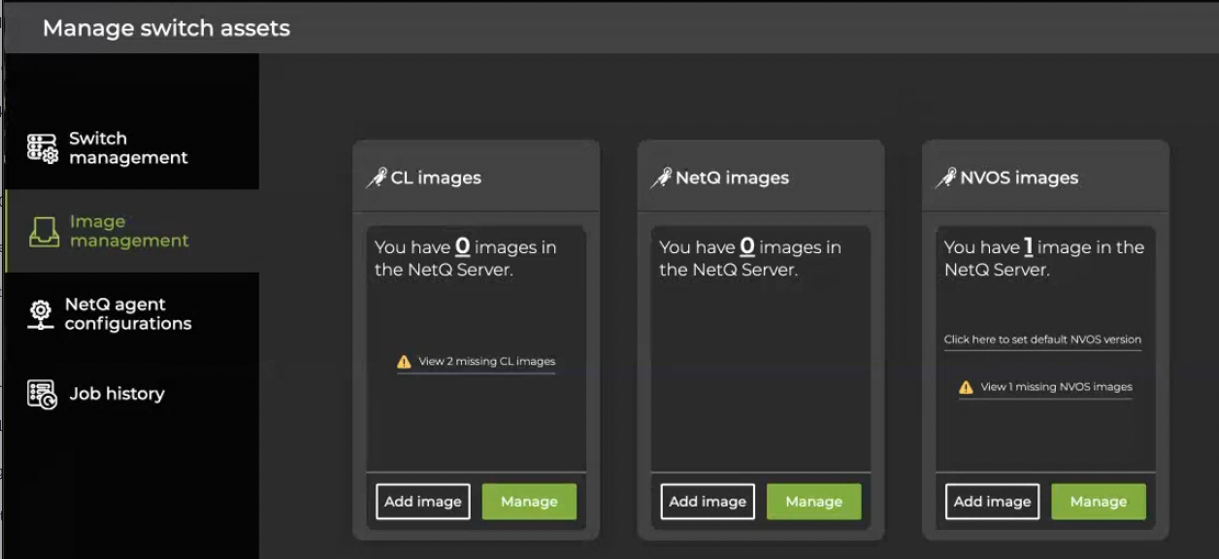 Manage switch assets
Switch
management
Image
management
NetQ agent
configurations
Job history
CL images
You have 0 images in
the NetQ Server.
View 2 missing CL images
Add image
Manage
NetQ images
You have 0 images in
the NetQ Server.
Add image
Manage
NVOS images
You have 1 image in the
NetQ Server.
Click here to set default NVOS version
View 1 missing NVOS images
Add image
Manage